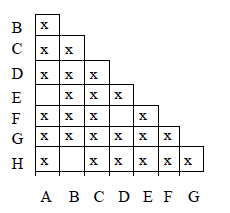 B x
C x x
D x x x
E x x x
F x x x x
G x x x x x x
H x x x x x x
A B C D E F G